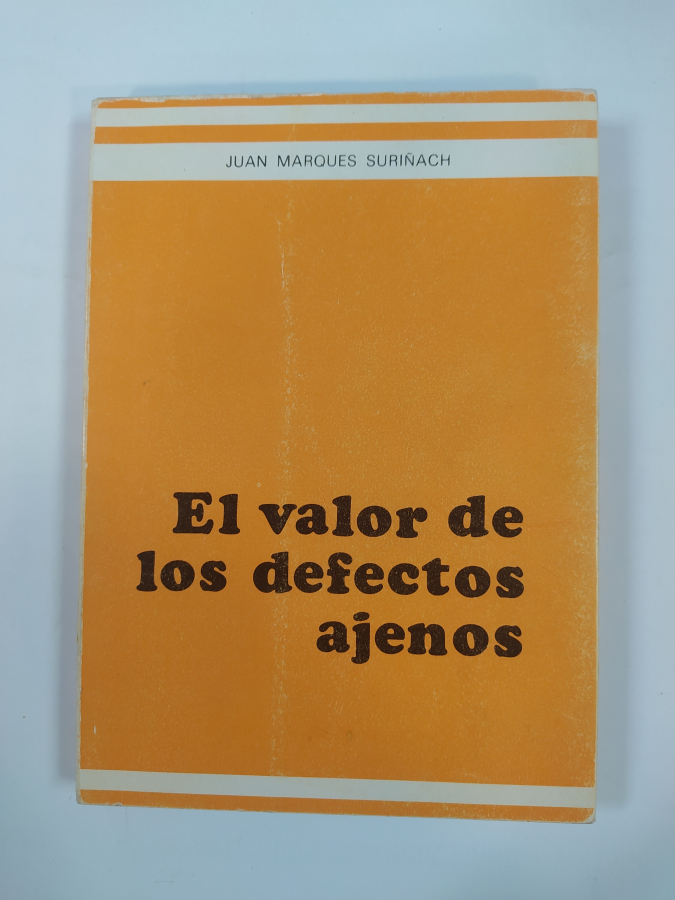 JUAN MARQUES SURIÑACH
El valor de
los defectos
ajenos